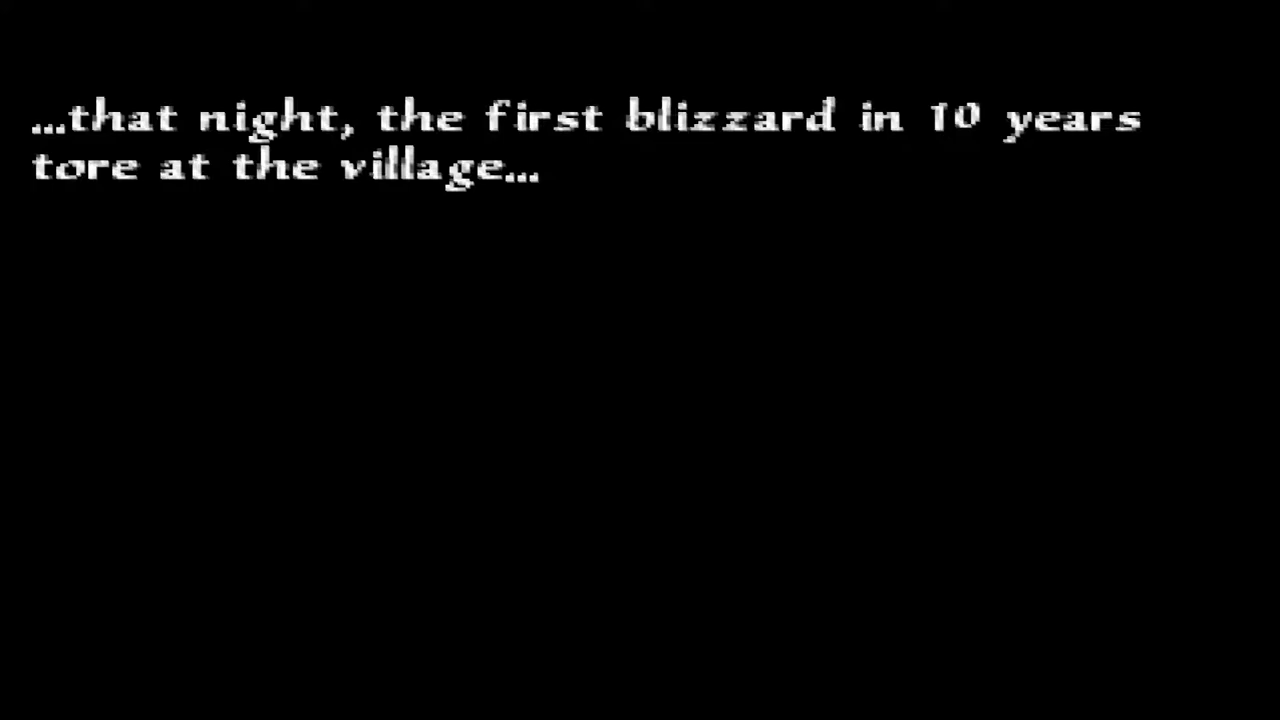 ...that night, the first blizzard in 10 years
tore at the village...